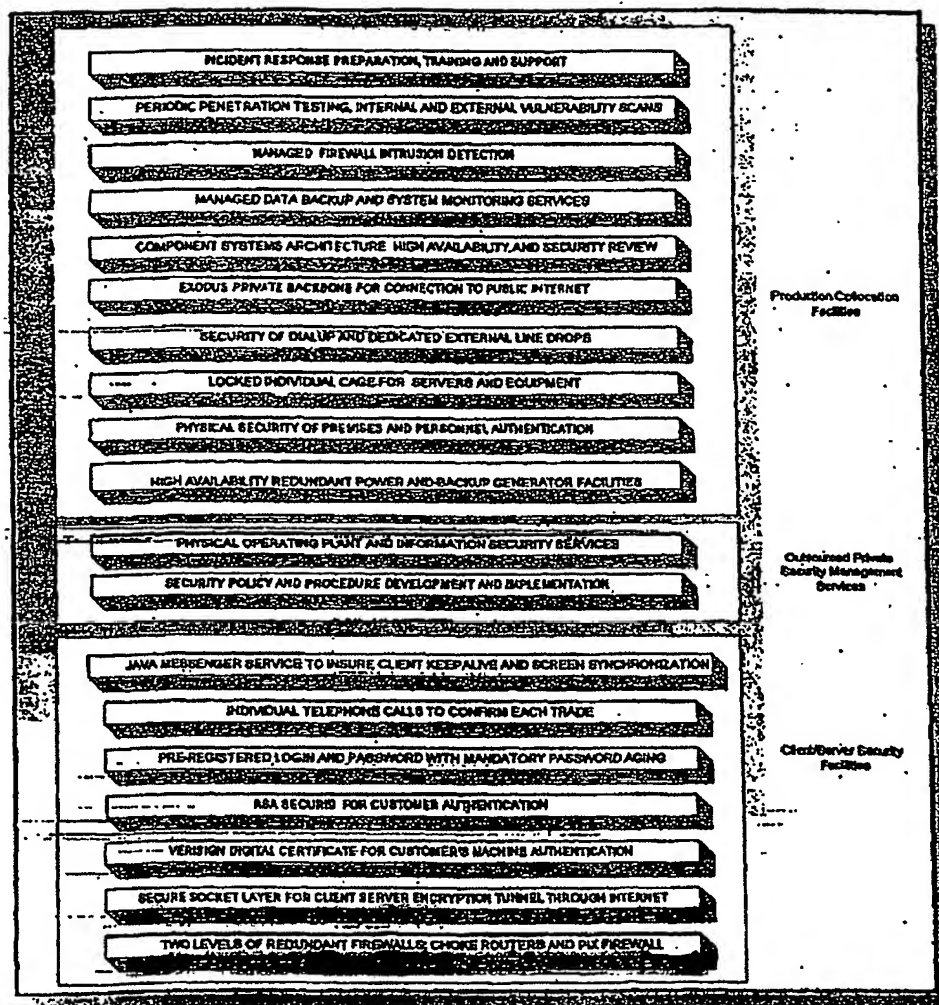 INCIDENT RESPONSE PREPARATION, TRAINING AND SUPPORT
PERIODIC PENETRATION TESTING, INTERNAL AND EXTERNAL VULNERABILITY SCANS
MANAGED FIREWALL INTRUSION DETECTION
MANAGED DATA BACKUP AND SYSTEM MONITORING SERVICES
COMPONENT SYSTEMS ARCHITECTURE HIGH AVAILABILITY, AND SECURITY REVIEW
EXODUS PRIVATE BACKBONE FOR CONNECTION TO PUBLIC INTERNET
Production Collocation
Facilities
SECURITY OF DIALUP AND DEDICATED EXTERNAL LINE DROPS
LOCKED INDIVIDUAL CAGE FOR SERVERS AND EQUIPMENT
PHYSICAL SECURITY OF PREMISES AND PERSONNEL AUTHENTICATION
HIGH AVAILABILITY REDUNDANT POWER AND BACKUP GENERATOR FACILITIES
PHYSICAL OPERATING PLANT AND INFORMATION SECURITY SERVICES
SECURITY POLICY AND PROCEDURE DEVELOPMENT AND IMPLEMENTATION
Outsourced Private
Security Management
Services
JAVA MESSENGER SERVICE TO INSURE CLIENT KEEPALIVE AND SCREEN SYNCHRONIZATION
INDIVIDUAL TELEPHONE CALLS TO CONFIRM EACH TRADE
PRE-REGISTERED LOGIN AND PASSWORD WITH MANDATORY PASSWORD AGING
Client/Server Security
Facilities
RSA SECURID FOR CUSTOMER AUTHENTICATION
VERISIGN DIGITAL CERTIFICATE FOR CUSTOMER'S MACHINE AUTHENTICATION
SECURE SOCKET LAYER FOR CLIENT SERVER ENCRYPTION TUNNEL THROUGH INTERNET
TWO LEVELS OF REDUNDANT FIREWALLS; CHOKE ROUTERS AND PIX FIREWALL